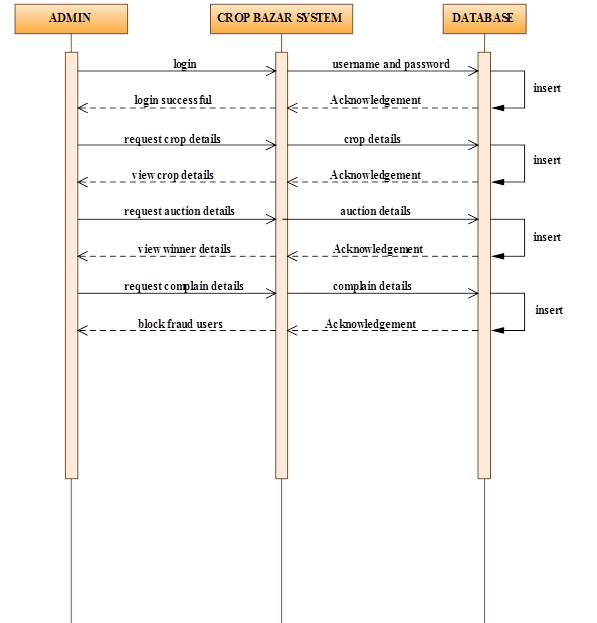 ADMIN CROP BAZAR SYSTEM DATABASE
login username and password
insert
login successful Acknowledgement
request crop details crop details
insert
view crop details Acknowledgement
request auction details auction details
insert
view winner details Acknowledgement
request complain details complain details
insert
block fraud users Acknowledgement